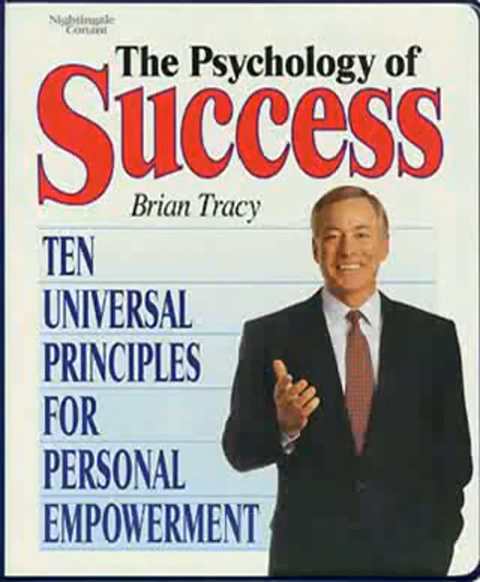 Nightingale
Conant
The Psychology of
Success
Brian Tracy
TEN
UNIVERSAL
PRINCIPLES
FOR
PERSONAL
EMPOWERMENT